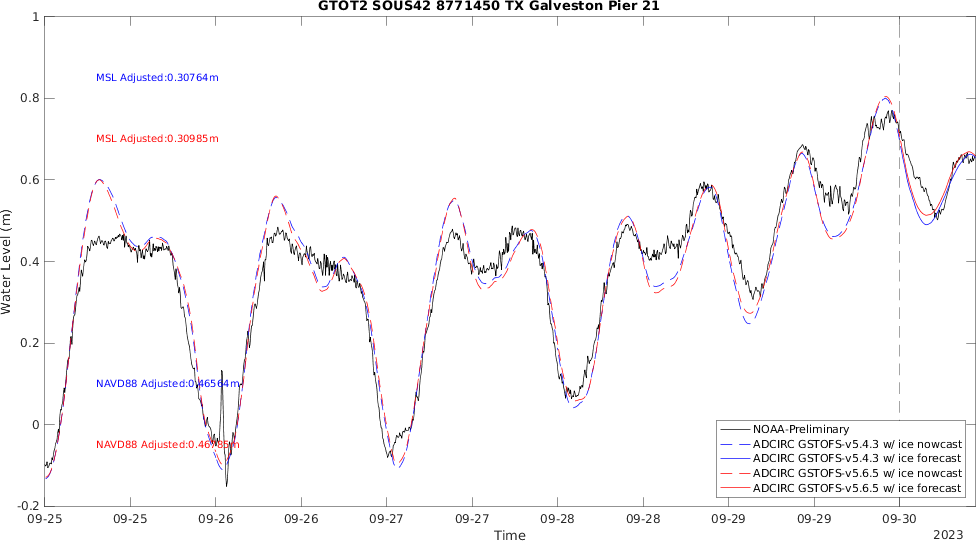 GTOT2 SOUS42 8771450 TX Galveston Pier 21
1
0.8
0.6
0.4
0.2
0
-0.2
Water Level (m)
MSL Adjusted:0.30764m
MSL Adjusted:0.30985m
NAVD88 Adjusted:0.46564m
NAVD88 Adjusted:0.46785m
NOAA-Preliminary
ADCIRC GSTOFS-v5.4.3 w/ ice nowcast
ADCIRC GSTOFS-v5.4.3 w/ ice forecast
ADCIRC GSTOFS-v5.6.5 w/ ice nowcast
ADCIRC GSTOFS-v5.6.5 w/ ice forecast
09-25 09-25 09-26 09-26 09-27 09-27 09-28 09-28 09-29 09-29 09-30
Time
2023